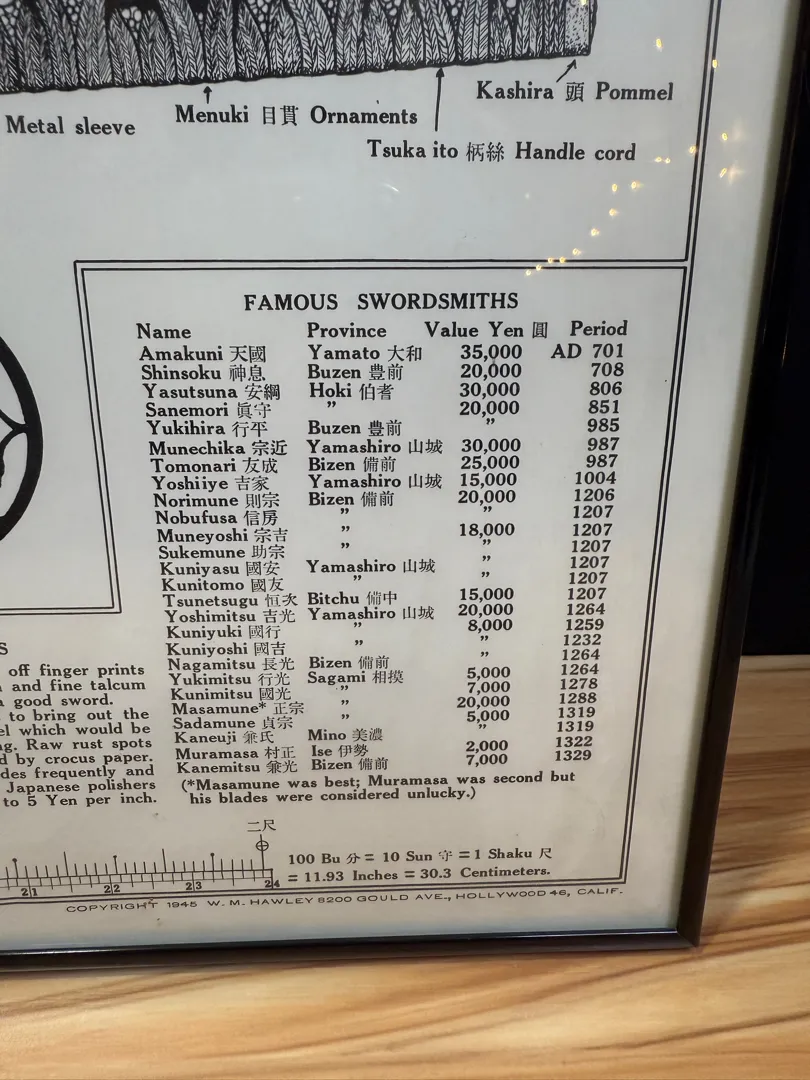 Kashira 頭 Pommel
Menuki 目貫 Ornaments
Metal sleeve
Tsuka ito 柄絲 Handle cord
FAMOUS SWORDSMITHS
Name Province Value Yen 圓 Period
Amakuni 天國 Yamato 大和 35,000 AD 701
Shinsoku 神息 Buzen 豊前 20,000 708
Yasutsuna 安綱 Hoki 伯耆 30,000 806
Sanemori 眞守 ” 20,000 851
Yukihira 行平 Buzen 豊前 ” 985
Munechika 宗近 Yamashiro 山城 30,000 987
Tomonari 友成 Bizen 備前 25,000 987
Yoshiiye 吉家 Yamashiro 山城 15,000 1004
Norimune 則宗 Bizen 備前 20,000 1206
Nobufusa 信房 ” ” 1207
Muneyoshi 宗吉 ” 18,000 1207
Sukemune 助宗 ” ” 1207
Kuniyasu 國安 Yamashiro 山城 ” 1207
Kunitomo 國友 ” ” 1207
Tsunetsugu 恒次 Bitchu 備中 15,000 1207
Yoshimitsu 吉光 Yamashiro 山城 20,000 1264
Kuniyuki 國行 ” 8,000 1259
Kuniyoshi 國吉 ” ” 1232
Nagamitsu 長光 Bizen 備前 ” 1264
Yukimitsu 行光 Sagami 相摸 5,000 1264
Kunimitsu 國光 ” 7,000 1278
Masamune* 正宗 ” 20,000 1288
Sadamune 貞宗 ” 5,000 1319
Kaneuji 兼氏 Mino 美濃 ” 1319
Muramasa 村正 Ise 伊勢 2,000 1322
Kanemitsu 兼光 Bizen 備前 7,000 1329
(*Masamune was best; Muramasa was second but
his blades were considered unlucky.)
S
off finger prints
and fine talcum
good sword.
to bring out the
which would be
Raw rust spots
by crocus paper.
frequently and
Japanese polishers
to 5 Yen per inch.
二尺
21 22 23 24
100 Bu 分 = 10 Sun 守 = 1 Shaku 尺
= 11.93 Inches = 30.3 Centimeters.
COPYRIGHT 1945 W. M. HAWLEY 8200 GOULD AVE., HOLLYWOOD 46, CALIF.